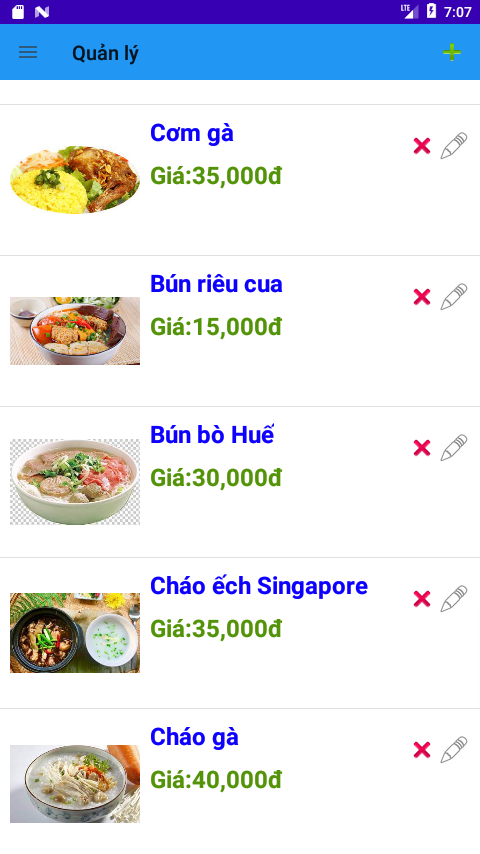 LTE 7:07
Quản lý
Cơm gà
Giá:35,000đ
Bún riêu cua
Giá:15,000đ
Bún bò Huế
Giá:30,000đ
Cháo ếch Singapore
Giá:35,000đ
Cháo gà
Giá:40,000đ